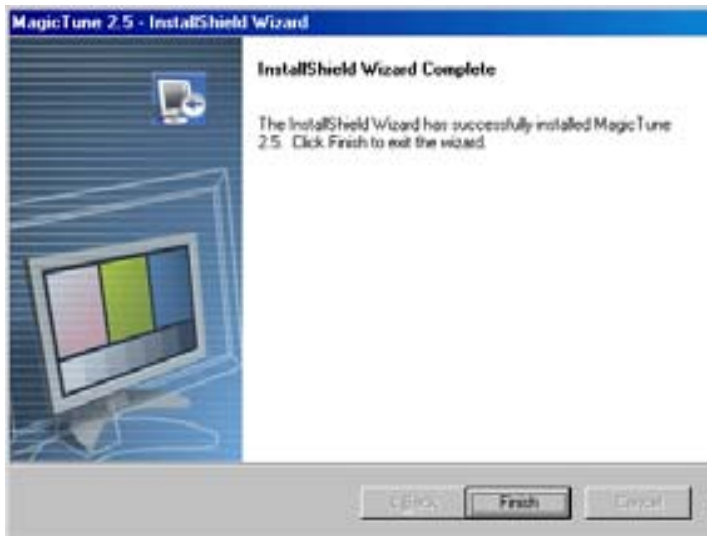 MagicTune 2.5 - InstallShield Wizard
InstallShield Wizard Complete
The InstallShield Wizard has successfully installed MagicTune
2.5. Click Finish to exit the wizard.
< Back
Finish
Cancel